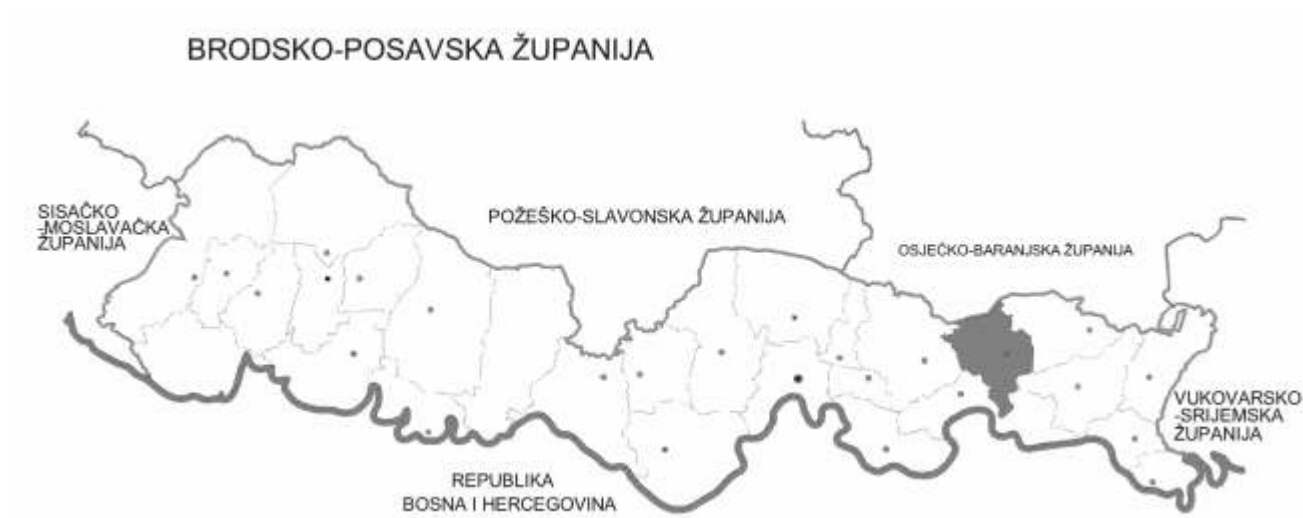 BRODSKO-POSAVSKA ŽUPANIJA
SISAČKO
-MOSLAVAČKA
ŽUPANIJA
POŽEŠKO-SLAVONSKA ŽUPANIJA
OSJEČKO-BARANJSKA ŽUPANIJA
VUKOVARSKO
-SRIJEMSKA
ŽUPANIJA
REPUBLIKA
BOSNA I HERCEGOVINA